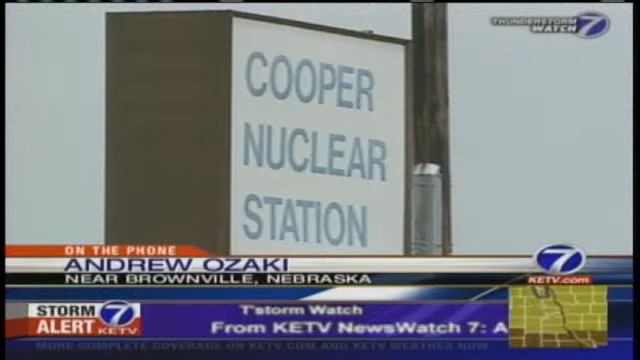 THUNDERSTORM
WATCH 7
COOPER
NUCLEAR
STATION
ON THE PHONE
ANDREW OZAKI
NEAR BROWNVILLE, NEBRASKA
7
KETV.com
STORM
ALERT
7
KETV
T'storm Watch
From KETV NewsWatch 7: A
MORE COMPLETE COVERAGE ON KETV.COM AND KETV WEATHER NOW